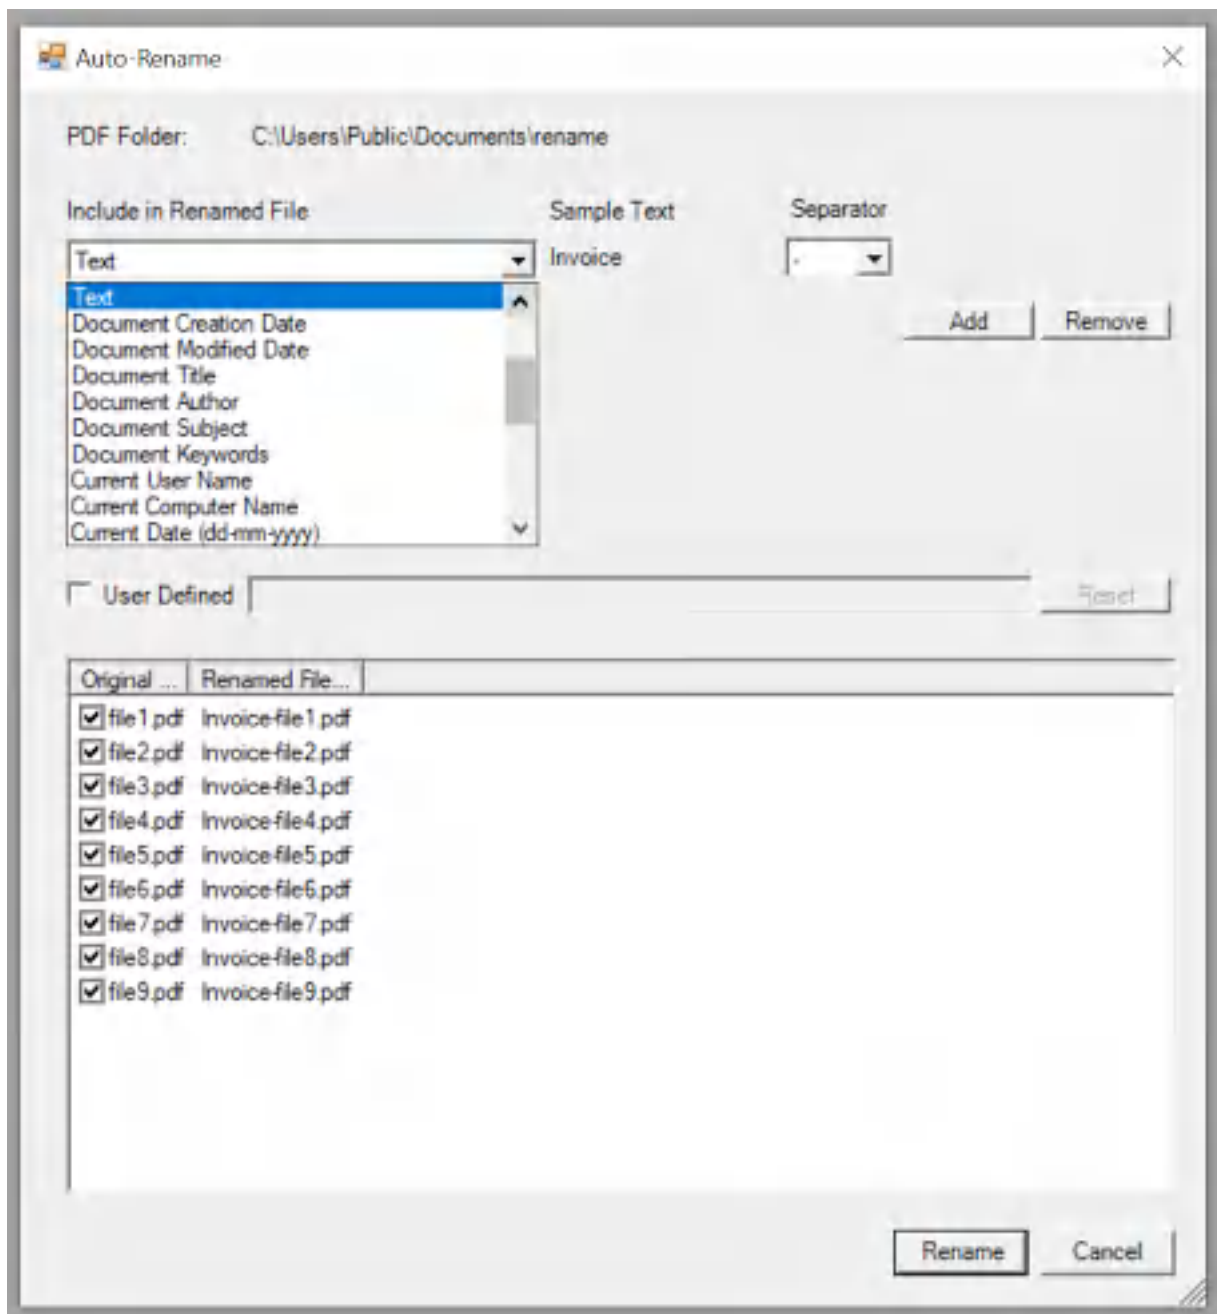 Auto-Rename
PDF Folder: C:\Users\Public\Documents\rename
Include in Renamed File Sample Text Separator
Text Invoice -
Text
Document Creation Date
Add Remove
Document Modified Date
Document Title
Document Author
Document Subject
Document Keywords
Current User Name
Current Computer Name
Current Date (dd-mm-yyyy)
User Defined Reset
Original ... Renamed File...
file1.pdf Invoice-file1.pdf
file2.pdf Invoice-file2.pdf
file3.pdf Invoice-file3.pdf
file4.pdf Invoice-file4.pdf
file5.pdf Invoice-file5.pdf
file6.pdf Invoice-file6.pdf
file7.pdf Invoice-file7.pdf
file8.pdf Invoice-file8.pdf
file9.pdf Invoice-file9.pdf
Rename Cancel